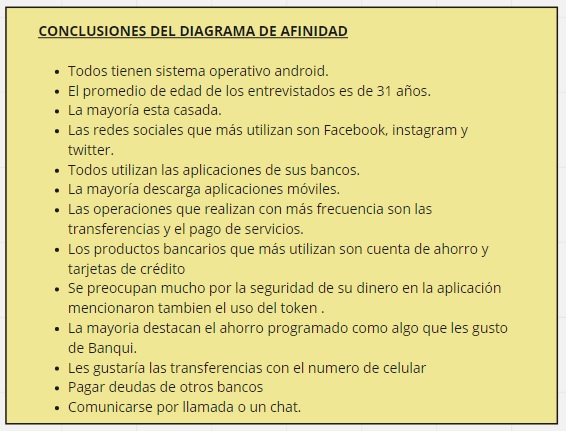 CONCLUSIONES DEL DIAGRAMA DE AFINIDAD
• Todos tienen sistema operativo android.
• El promedio de edad de los entrevistados es de 31 años.
• La mayoría esta casada.
• Las redes sociales que más utilizan son Facebook, instagram y
twitter.
• Todos utilizan las aplicaciones de sus bancos.
• La mayoría descarga aplicaciones móviles.
• Las operaciones que realizan con más frecuencia son las
transferencias y el pago de servicios.
• Los productos bancarios que más utilizan son cuenta de ahorro y
tarjetas de crédito
• Se preocupan mucho por la seguridad de su dinero en la aplicación
mencionaron tambien el uso del token .
• La mayoria destacan el ahorro programado como algo que les gusto
de Banqui.
• Les gustaría las transferencias con el numero de celular
• Pagar deudas de otros bancos
• Comunicarse por llamada o un chat.